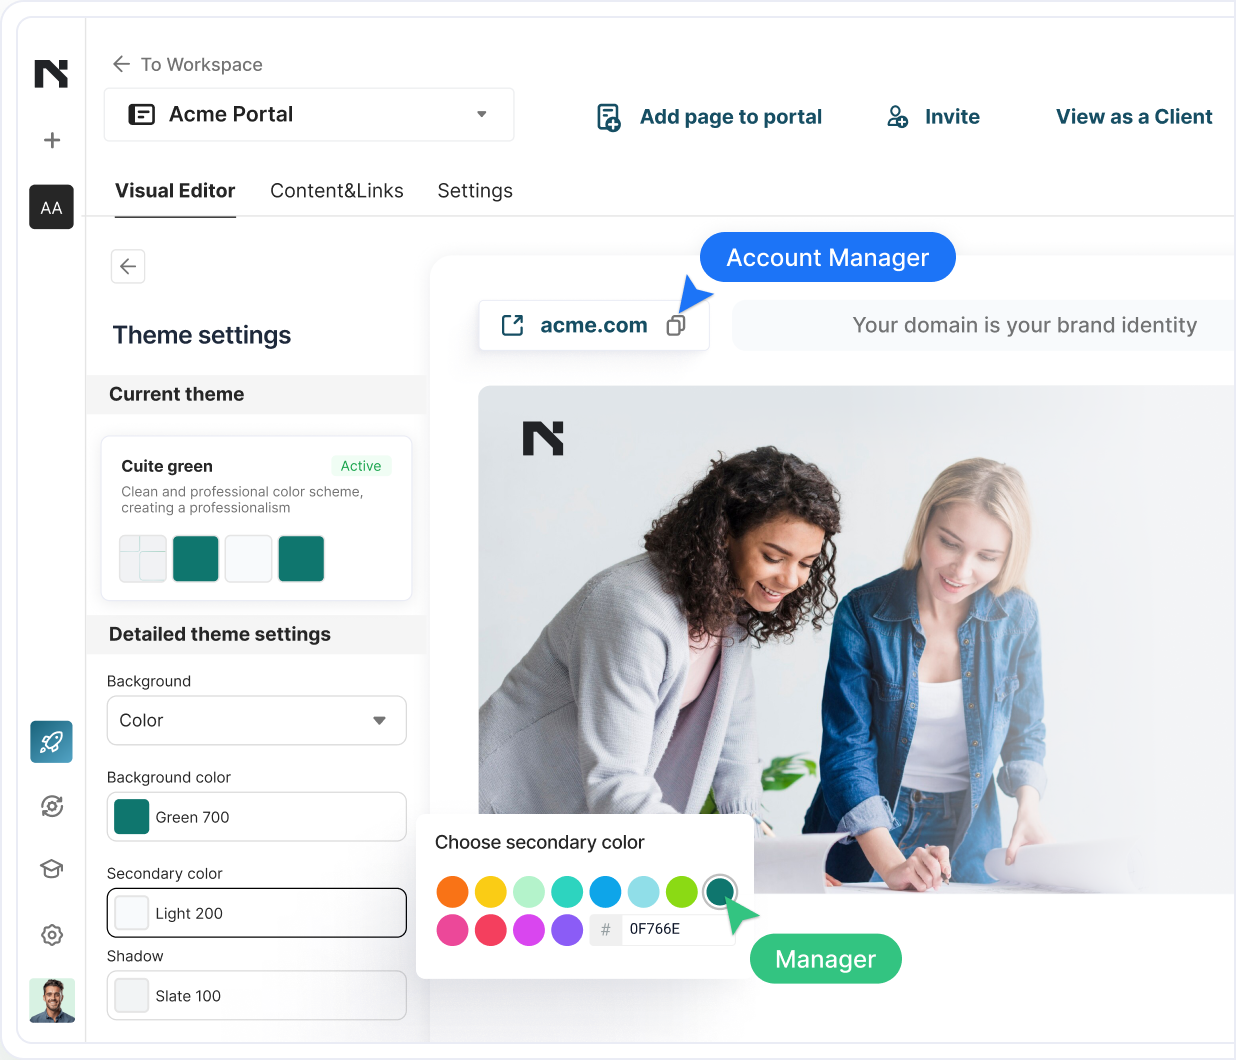 To Workspace
Acme Portal
Add page to portal
Invite
View as a Client
AA
Visual Editor
Content&Links
Settings
Account Manager
Theme settings
acme.com
Your domain is your brand identity
Current theme
Cuite green
Active
Clean and professional color scheme,
creating a professionalism
Detailed theme settings
Background
Color
Background color
Green 700
Secondary color
Light 200
Shadow
Slate 100
Choose secondary color
# 0F766E
Manager